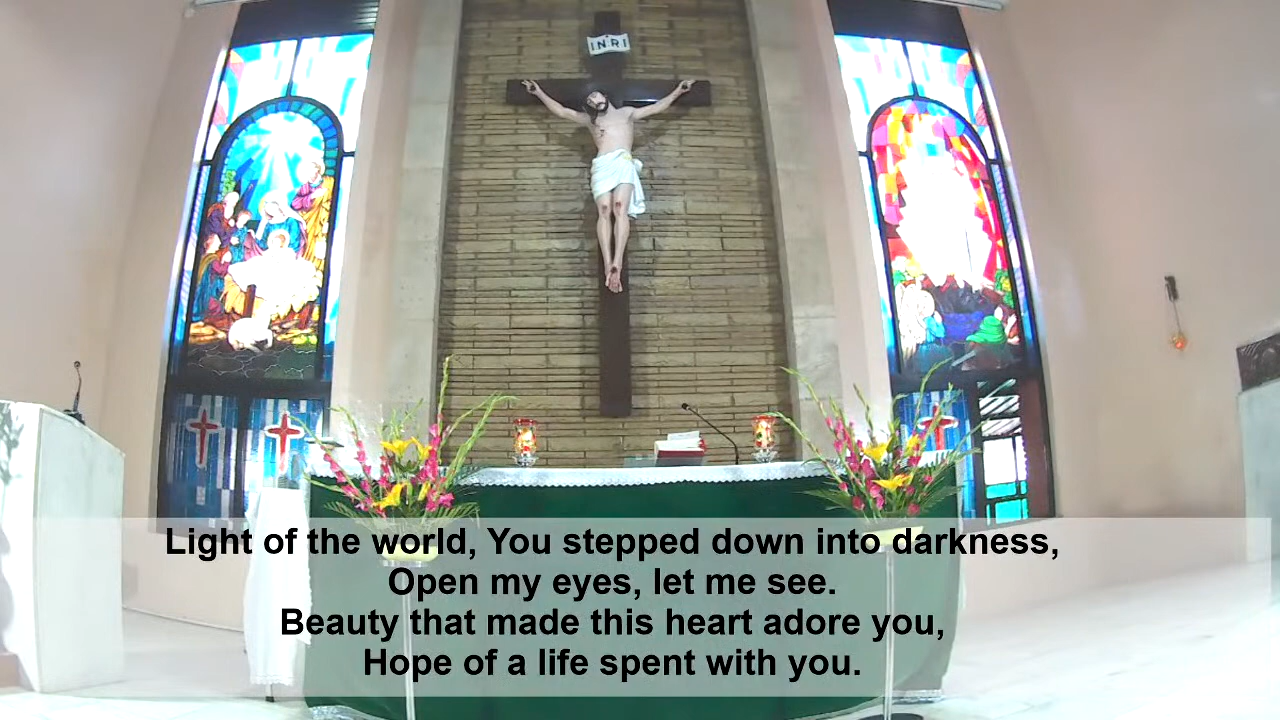 INRI
Light of the world, You stepped down into darkness,
Open my eyes, let me see.
Beauty that made this heart adore you,
Hope of a life spent with you.